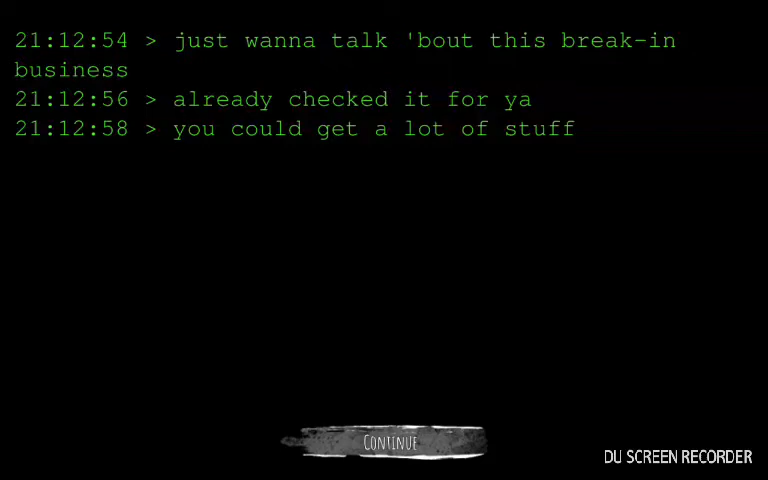 21:12:54 > just wanna talk 'bout this break-in
business
21:12:56 > already checked it for ya
21:12:58 > you could get a lot of stuff
Continue
DU SCREEN RECORDER